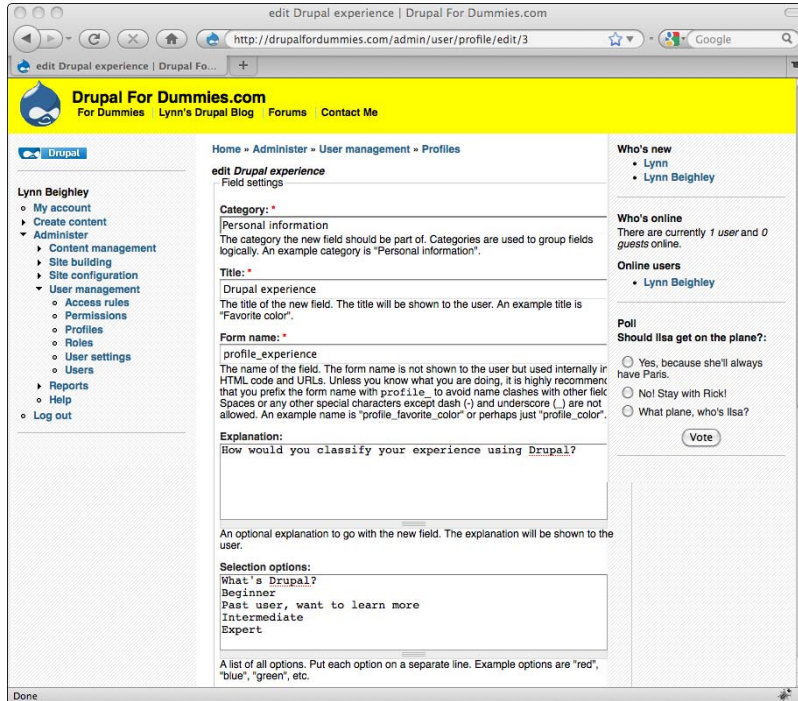 edit Drupal experience | Drupal For Dummies.com
http://drupalfordummies.com/admin/user/profile/edit/3
Google
edit Drupal experience | Drupal Fo...
+
Drupal For Dummies.com
For Dummies | Lynn's Drupal Blog | Forums | Contact Me
Drupal
Lynn Beighley
My account
Create content
Administer
Content management
Site building
Site configuration
User management
Access rules
Permissions
Profiles
Roles
User settings
Users
Reports
Help
Log out
Home » Administer » User management » Profiles
edit Drupal experience
Field settings
Category: *
Personal information
The category the new field should be part of. Categories are used to group fields
logically. An example category is "Personal information".
Title: *
Drupal experience
The title of the new field. The title will be shown to the user. An example title is
"Favorite color".
Form name: *
profile_experience
The name of the field. The form name is not shown to the user but used internally in
HTML code and URLs. Unless you know what you are doing, it is highly recommend
that you prefix the form name with profile_ to avoid name clashes with other field
Spaces or any other special characters except dash (-) and underscore (_) are not
allowed. An example name is "profile_favorite_color" or perhaps just "profile_color".
Explanation:
How would you classify your experience using Drupal?
An optional explanation to go with the new field. The explanation will be shown to the
user.
Selection options:
What's Drupal?
Beginner
Past user, want to learn more
Intermediate
Expert
A list of all options. Put each option on a separate line. Example options are "red",
"blue", "green", etc.
Who's new
Lynn
Lynn Beighley
Who's online
There are currently 1 user and 0
guests online.
Online users
Lynn Beighley
Poll
Should Ilsa get on the plane?:
Yes, because she'll always
have Paris.
No! Stay with Rick!
What plane, who's Ilsa?
Vote
Done